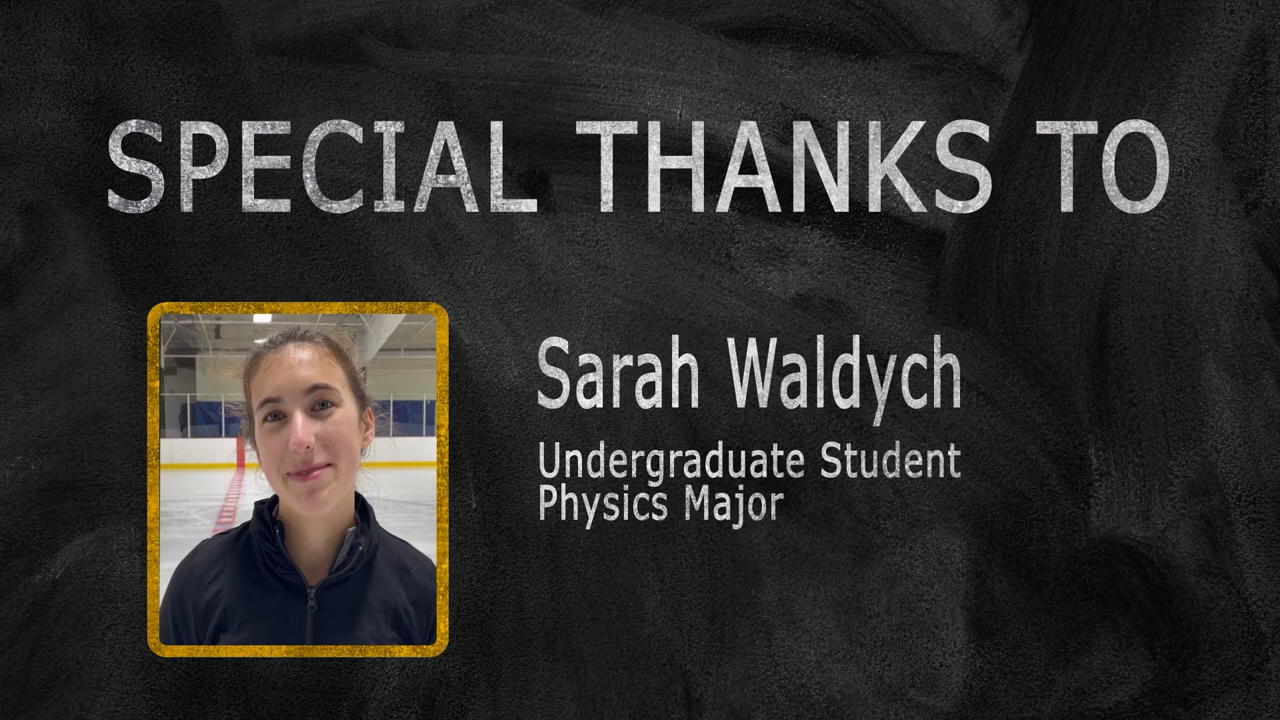 SPECIAL THANKS TO
Sarah Waldych
Undergraduate Student
Physics Major